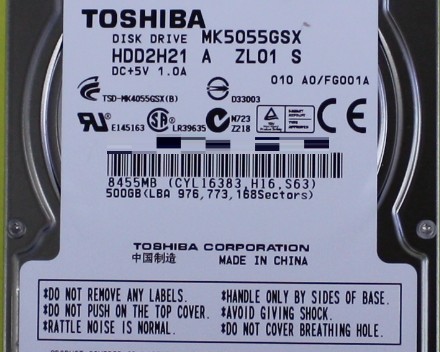 TOSHIBA
DISK DRIVE MK5055GSX
HDD2H21 A ZL01 S
DC+5V 1.0A
010 A0/FG001A
TSD-MK4055GSX(B)
D33003
E145163 LR39635 N723 Z218
8455MB (CYL16383,H16,S63)
500GB(LBA 976,773,168Sectors)
TOSHIBA CORPORATION
中国制造 MADE IN CHINA
*DO NOT REMOVE ANY LABELS. *HANDLE ONLY BY SIDES OF BASE.
*DO NOT PUSH ON THE TOP COVER. *AVOID GIVING SHOCK.
*RATTLE NOISE IS NORMAL. *DO NOT COVER BREATHING HOLE.